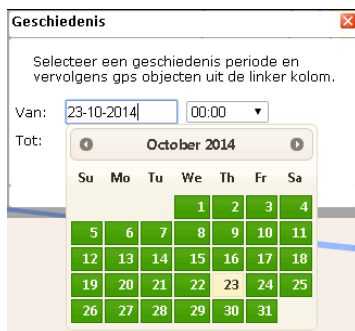 Geschiedenis
Selecteer een geschiedenis periode en
vervolgens gps objecten uit de linker kolom.
Van: 23-10-2014 00:00
Tot:
October 2014
Su Mo Tu We Th Fr Sa
1 2 3 4
5 6 7 8 9 10 11
12 13 14 15 16 17 18
19 20 21 22 23 24 25
26 27 28 29 30 31